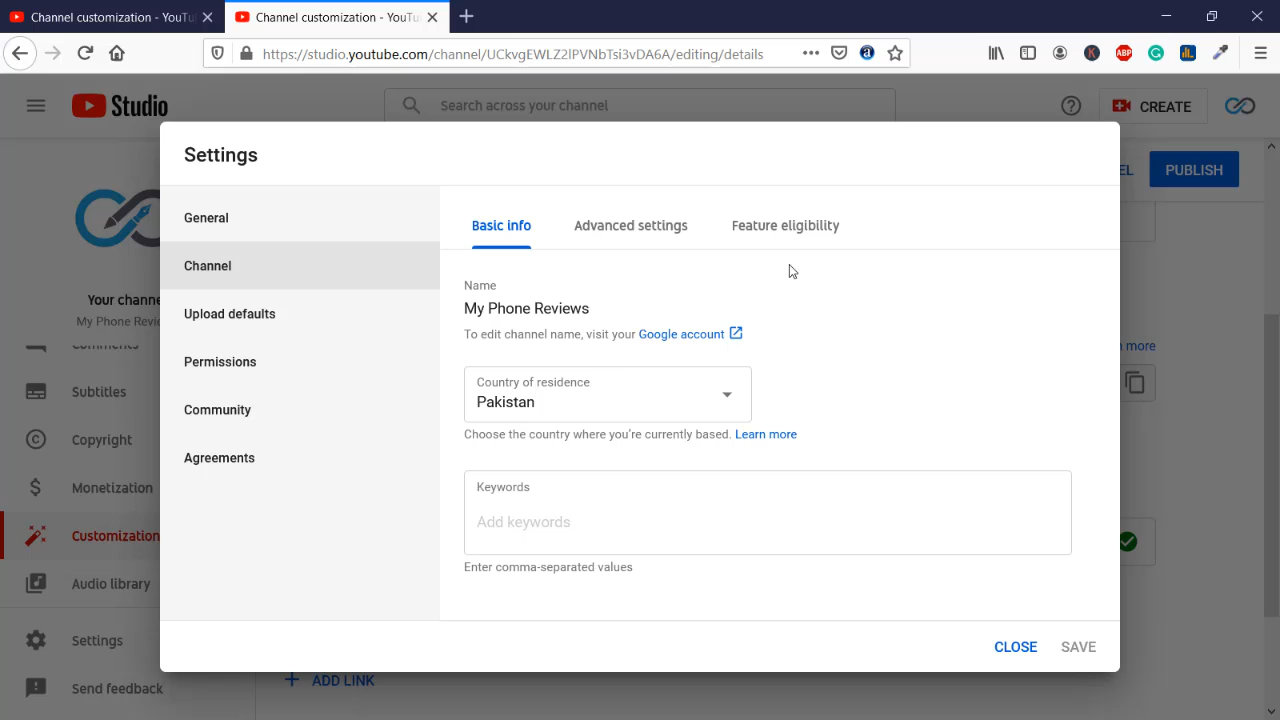 Channel customization - YouTu
Channel customization - YouTu
https://studio.youtube.com/channel/UCkvgEWLZ2lPVNbTsi3vDA6A/editing/details
ABP
Studio
Search across your channel
CREATE
EL
PUBLISH
Settings
General
Channel
Upload defaults
Permissions
Community
Agreements
Basic info
Advanced settings
Feature eligibility
Name
My Phone Reviews
To edit channel name, visit your Google account
Country of residence
Pakistan
Choose the country where you're currently based. Learn more
Keywords
Add keywords
Enter comma-separated values
CLOSE
SAVE
Your channe
My Phone Revie
Comments
Subtitles
Copyright
Monetization
Customization
Audio library
Settings
Send feedback
n more
ADD LINK